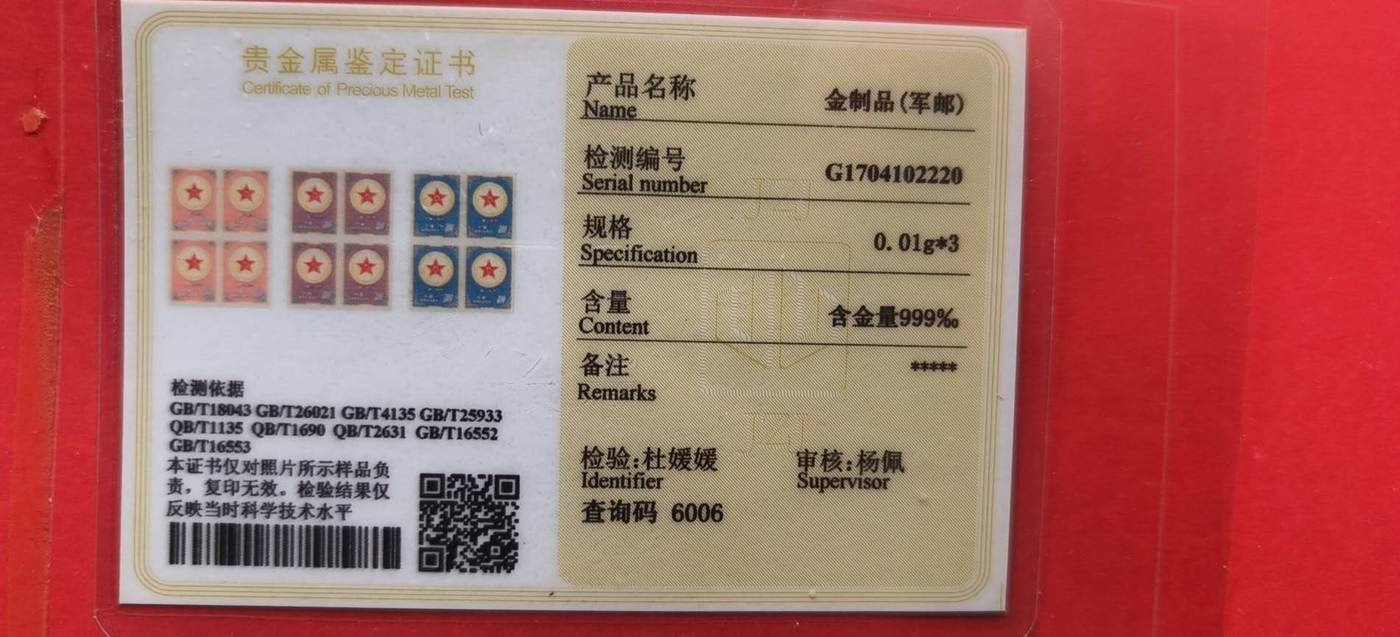 贵金属鉴定证书
Certificate of Precious Metal Test
检测依据
GB/T18043 GB/T26021 GB/T4135 GB/T25933
QB/T1135 QB/T1690 QB/T2631 GB/T16552
GB/T16553
本证书仅对照片所示样品负
责，复印无效。检验结果仅
反映当时科学技术水平
产品名称 金制品(军邮)
Name
检测编号 G1704102220
Serial number
规格 0.01g*3
Specification
含量 含金量999‰
Content
备注 *****
Remarks
检验:杜媛媛 审核:杨佩
Identifier Supervisor
查询码 6006